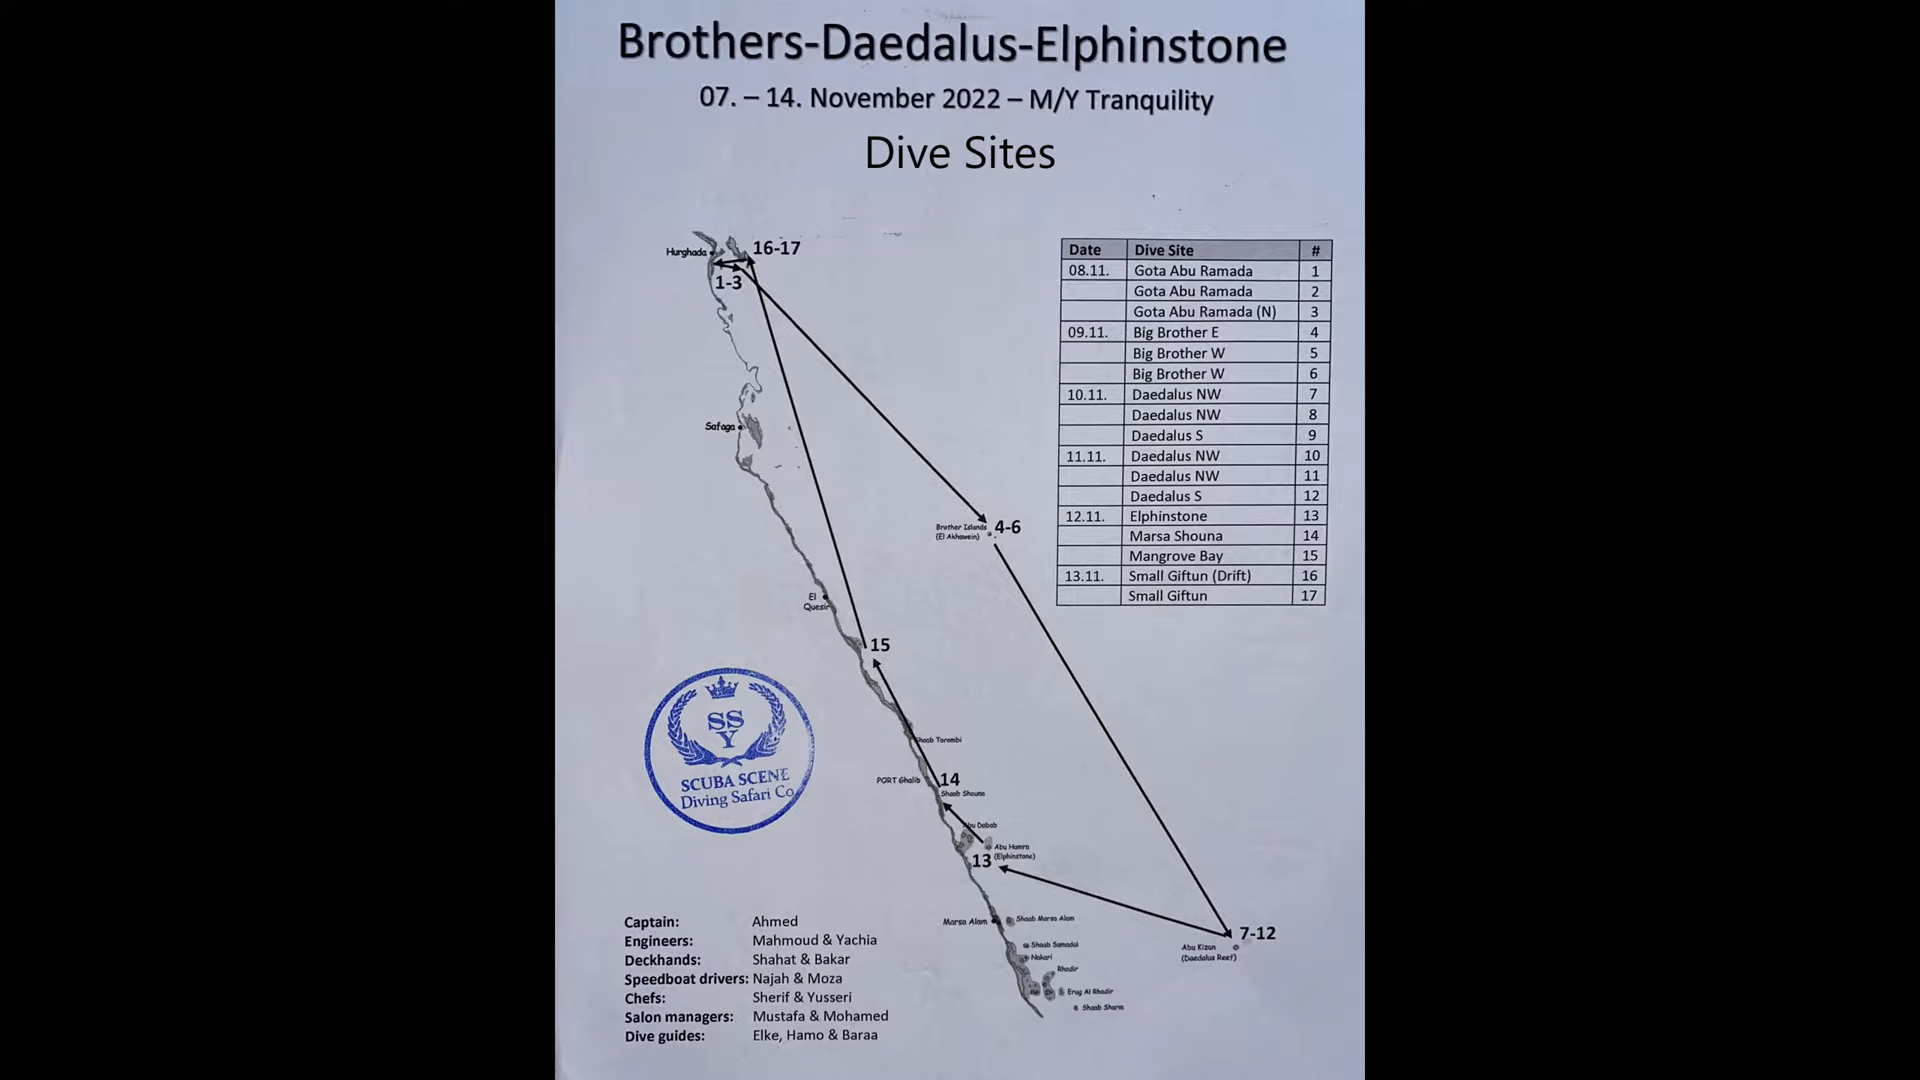 Brothers-Daedalus-Elphinstone
07. – 14. November 2022 – M/Y Tranquility
Dive Sites
Hurghada
16-17
1-3
Safaga
Brother Islands
(El Akhawein)
4-6
El
Quesir
15
Shaab Torombi
PORT Ghalib
14
Shaab Shouna
Abu Dabab
Abu Hamra
(Elphinstone)
13
Marsa Alam
Shaab Marsa Alam
Shaab Samadai
Nakari
Rhadir
Erug Al Rhadir
Shaab Sharm
7-12
Abu Kizan
(Daedalus Reef)
Date Dive Site #
08.11. Gota Abu Ramada 1
Gota Abu Ramada 2
Gota Abu Ramada (N) 3
09.11. Big Brother E 4
Big Brother W 5
Big Brother W 6
10.11. Daedalus NW 7
Daedalus NW 8
Daedalus S 9
11.11. Daedalus NW 10
Daedalus NW 11
Daedalus S 12
12.11. Elphinstone 13
Marsa Shouna 14
Mangrove Bay 15
13.11. Small Giftun (Drift) 16
Small Giftun 17
SS
Y
SCUBA SCENE
Diving Safari Co.
Captain: Ahmed
Engineers: Mahmoud & Yachia
Deckhands: Shahat & Bakar
Speedboat drivers: Najah & Moza
Chefs: Sherif & Yusseri
Salon managers: Mustafa & Mohamed
Dive guides: Elke, Hamo & Baraa